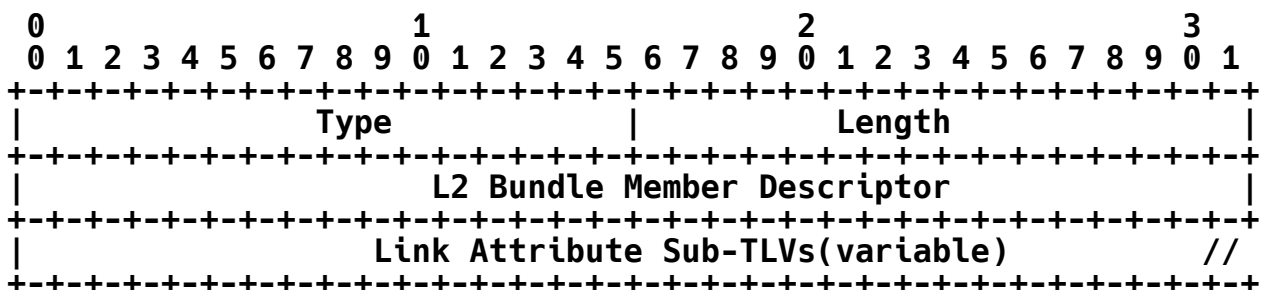 0                   1                   2                   3
 0 1 2 3 4 5 6 7 8 9 0 1 2 3 4 5 6 7 8 9 0 1 2 3 4 5 6 7 8 9 0 1
+-+-+-+-+-+-+-+-+-+-+-+-+-+-+-+-+-+-+-+-+-+-+-+-+-+-+-+-+-+-+-+-+
|               Type            |          Length               |
+-+-+-+-+-+-+-+-+-+-+-+-+-+-+-+-+-+-+-+-+-+-+-+-+-+-+-+-+-+-+-+-+
|                     L2 Bundle Member Descriptor               |
+-+-+-+-+-+-+-+-+-+-+-+-+-+-+-+-+-+-+-+-+-+-+-+-+-+-+-+-+-+-+-+-+
|                  Link Attribute Sub-TLVs(variable)          //
+-+-+-+-+-+-+-+-+-+-+-+-+-+-+-+-+-+-+-+-+-+-+-+-+-+-+-+-+-+-+-+-+